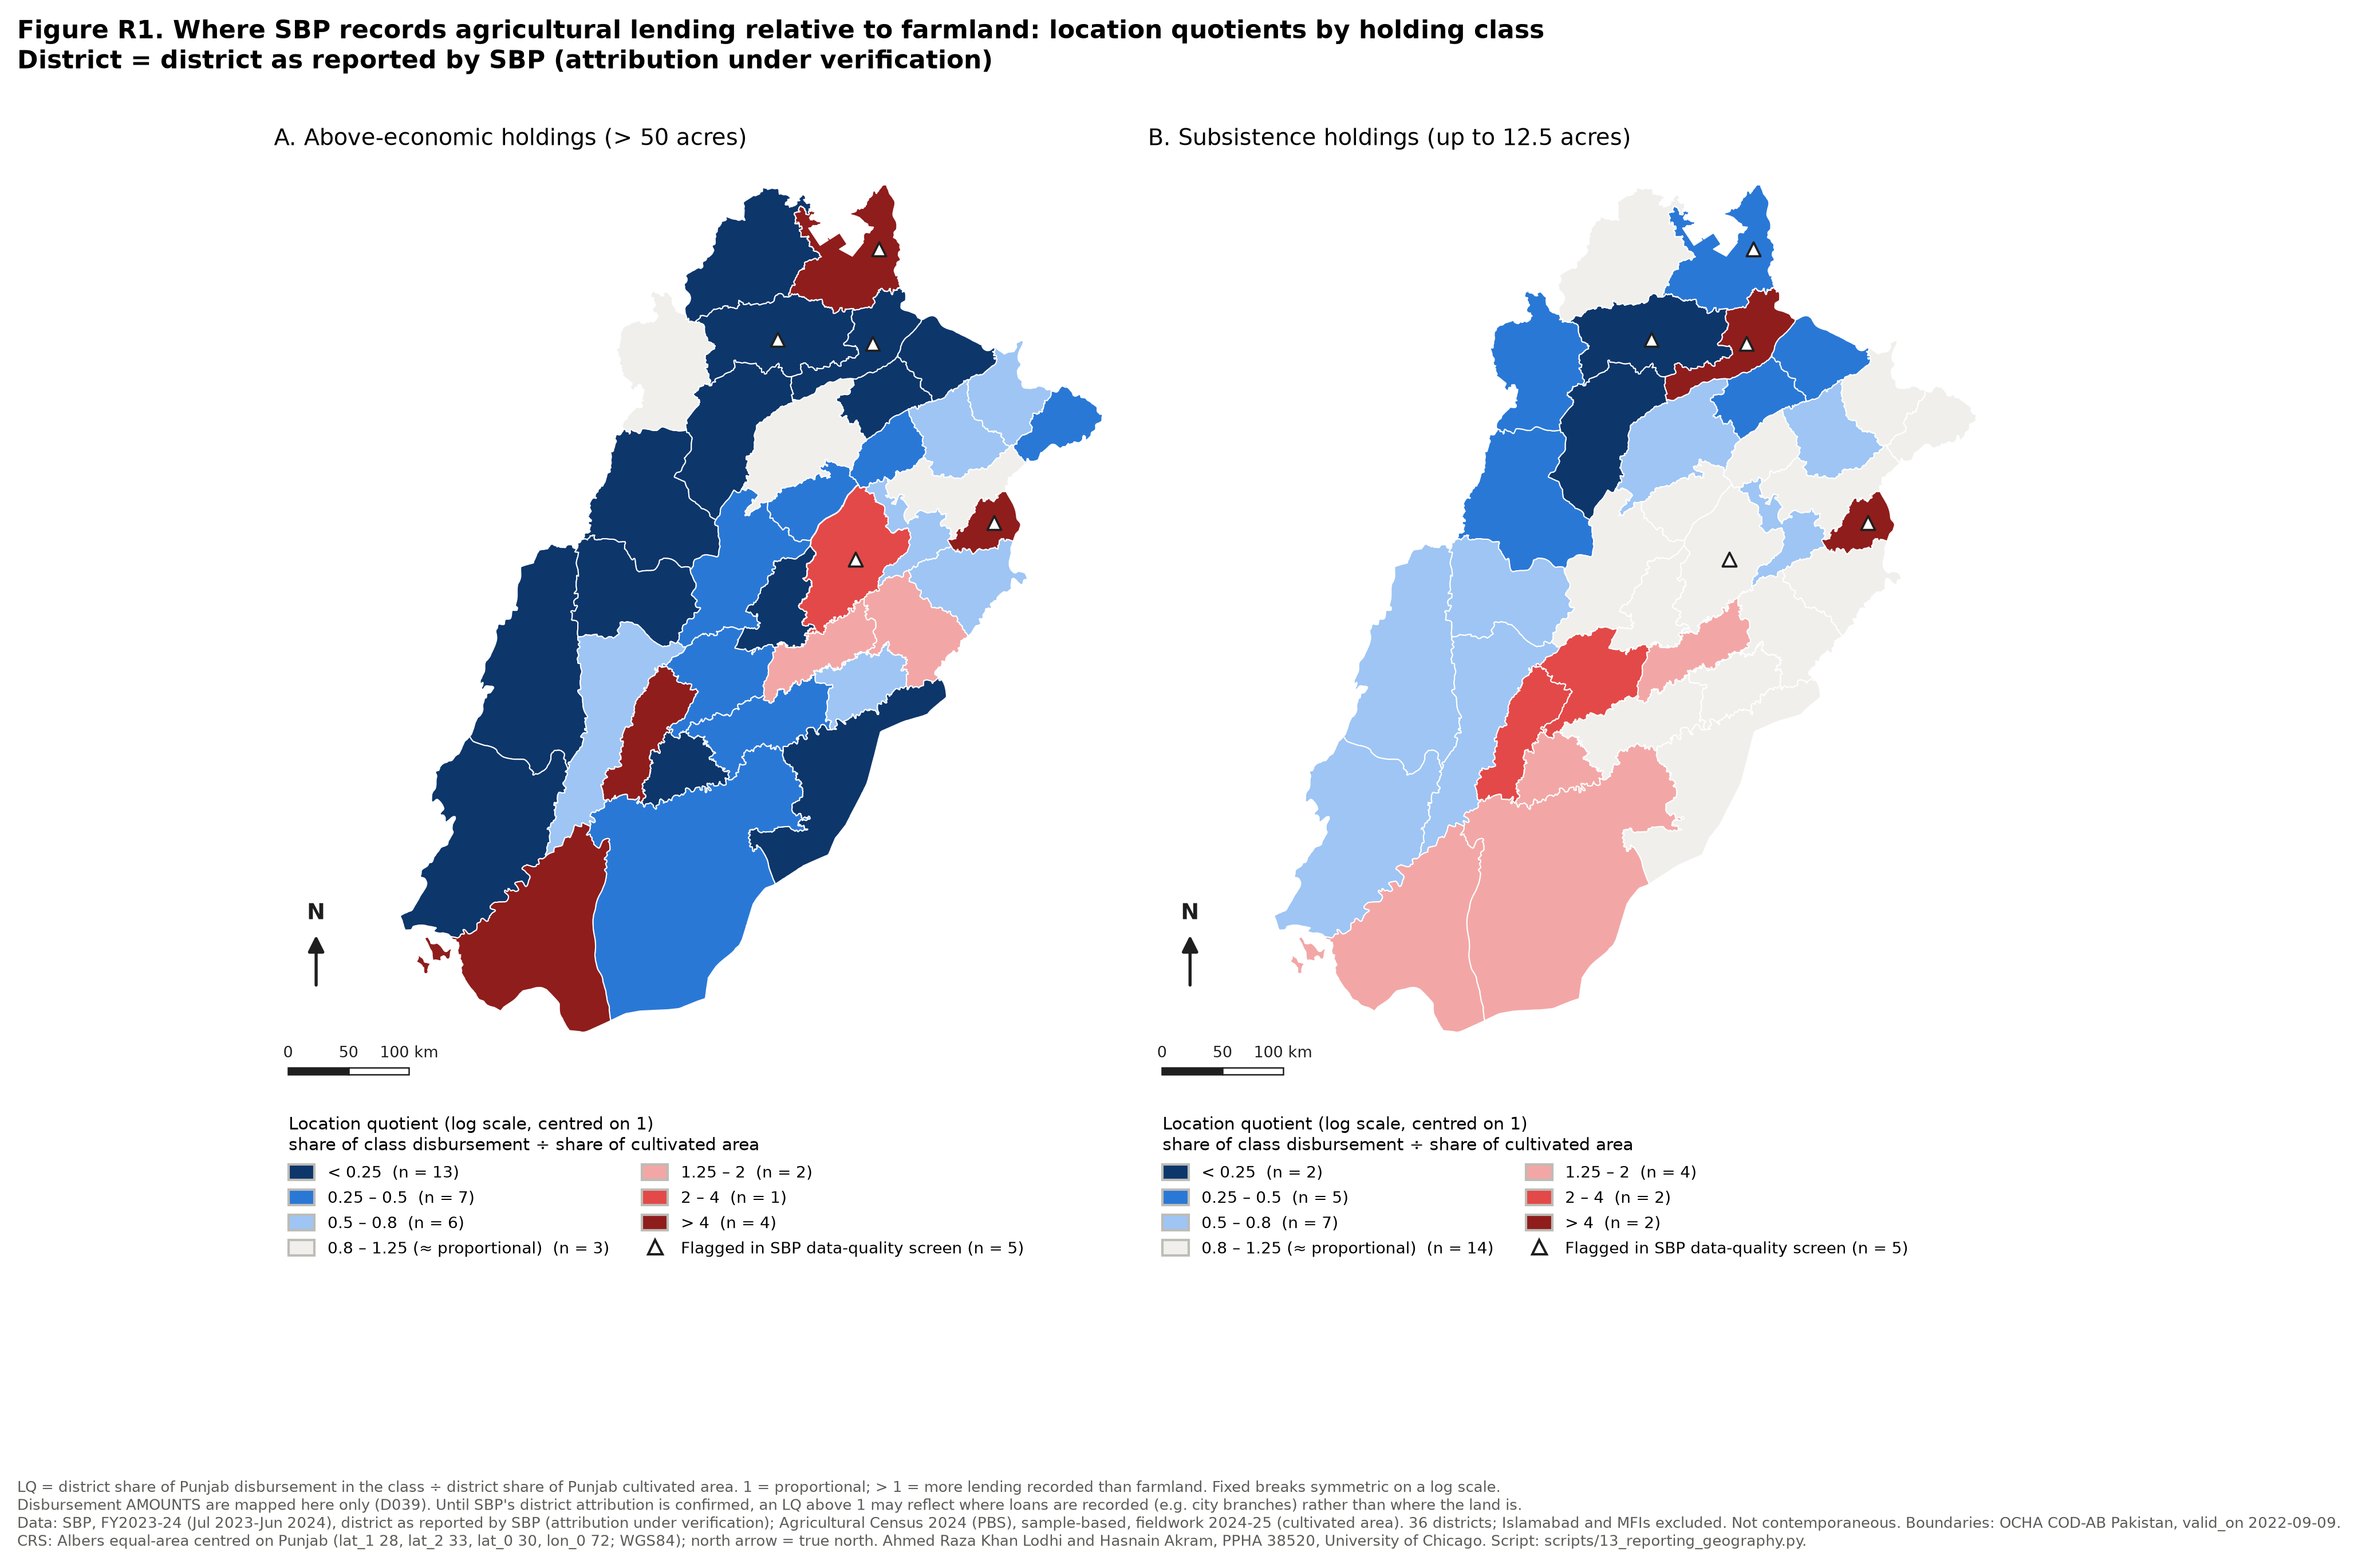 Figure R1. Where SBP records agricultural lending relative to farmland: location quotients by holding class
District = district as reported by SBP (attribution under verification)
A. Above-economic holdings (> 50 acres)
B. Subsistence holdings (up to 12.5 acres)
N
N
0 50 100 km
0 50 100 km
Location quotient (log scale, centred on 1)
share of class disbursement ÷ share of cultivated area
< 0.25 (n = 13)
0.25 – 0.5 (n = 7)
0.5 – 0.8 (n = 6)
0.8 – 1.25 (≈ proportional) (n = 3)
1.25 – 2 (n = 2)
2 – 4 (n = 1)
> 4 (n = 4)
Flagged in SBP data-quality screen (n = 5)
Location quotient (log scale, centred on 1)
share of class disbursement ÷ share of cultivated area
< 0.25 (n = 2)
0.25 – 0.5 (n = 5)
0.5 – 0.8 (n = 7)
0.8 – 1.25 (≈ proportional) (n = 14)
1.25 – 2 (n = 4)
2 – 4 (n = 2)
> 4 (n = 2)
Flagged in SBP data-quality screen (n = 5)
LQ = district share of Punjab disbursement in the class ÷ district share of Punjab cultivated area. 1 = proportional; > 1 = more lending recorded than farmland. Fixed breaks symmetric on a log scale.
Disbursement AMOUNTS are mapped here only (D039). Until SBP's district attribution is confirmed, an LQ above 1 may reflect where loans are recorded (e.g. city branches) rather than where the land is.
Data: SBP, FY2023-24 (Jul 2023-Jun 2024), district as reported by SBP (attribution under verification); Agricultural Census 2024 (PBS), sample-based, fieldwork 2024-25 (cultivated area). 36 districts; Islamabad and MFIs excluded. Not contemporaneous. Boundaries: OCHA COD-AB Pakistan, valid_on 2022-09-09.
CRS: Albers equal-area centred on Punjab (lat_1 28, lat_2 33, lat_0 30, lon_0 72; WGS84); north arrow = true north. Ahmed Raza Khan Lodhi and Hasnain Akram, PPHA 38520, University of Chicago. Script: scripts/13_reporting_geography.py.